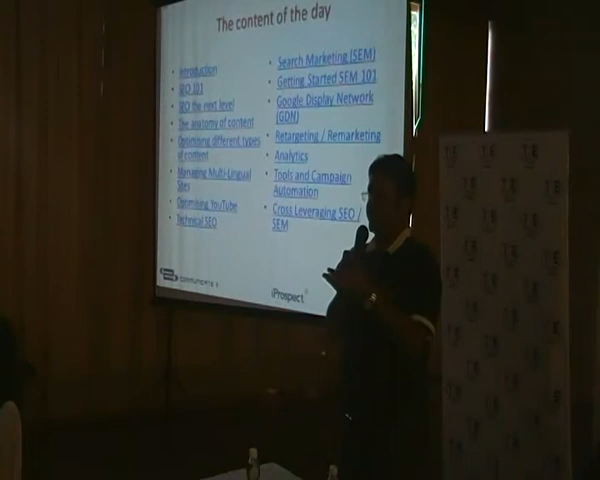 The content of the day
• Introduction
• SEO 101
• SEO the next level
• The anatomy of content
• Optimising different types
of content
• Managing Multi-Lingual
Sites
• Optimising YouTube
• Technical SEO
• Search Marketing (SEM)
• Getting Started SEM 101
• Google Display Network
(GDN)
• Retargeting / Remarketing
• Analytics
• Tools and Campaign
Automation
• Cross Leveraging SEO /
SEM
iProspect